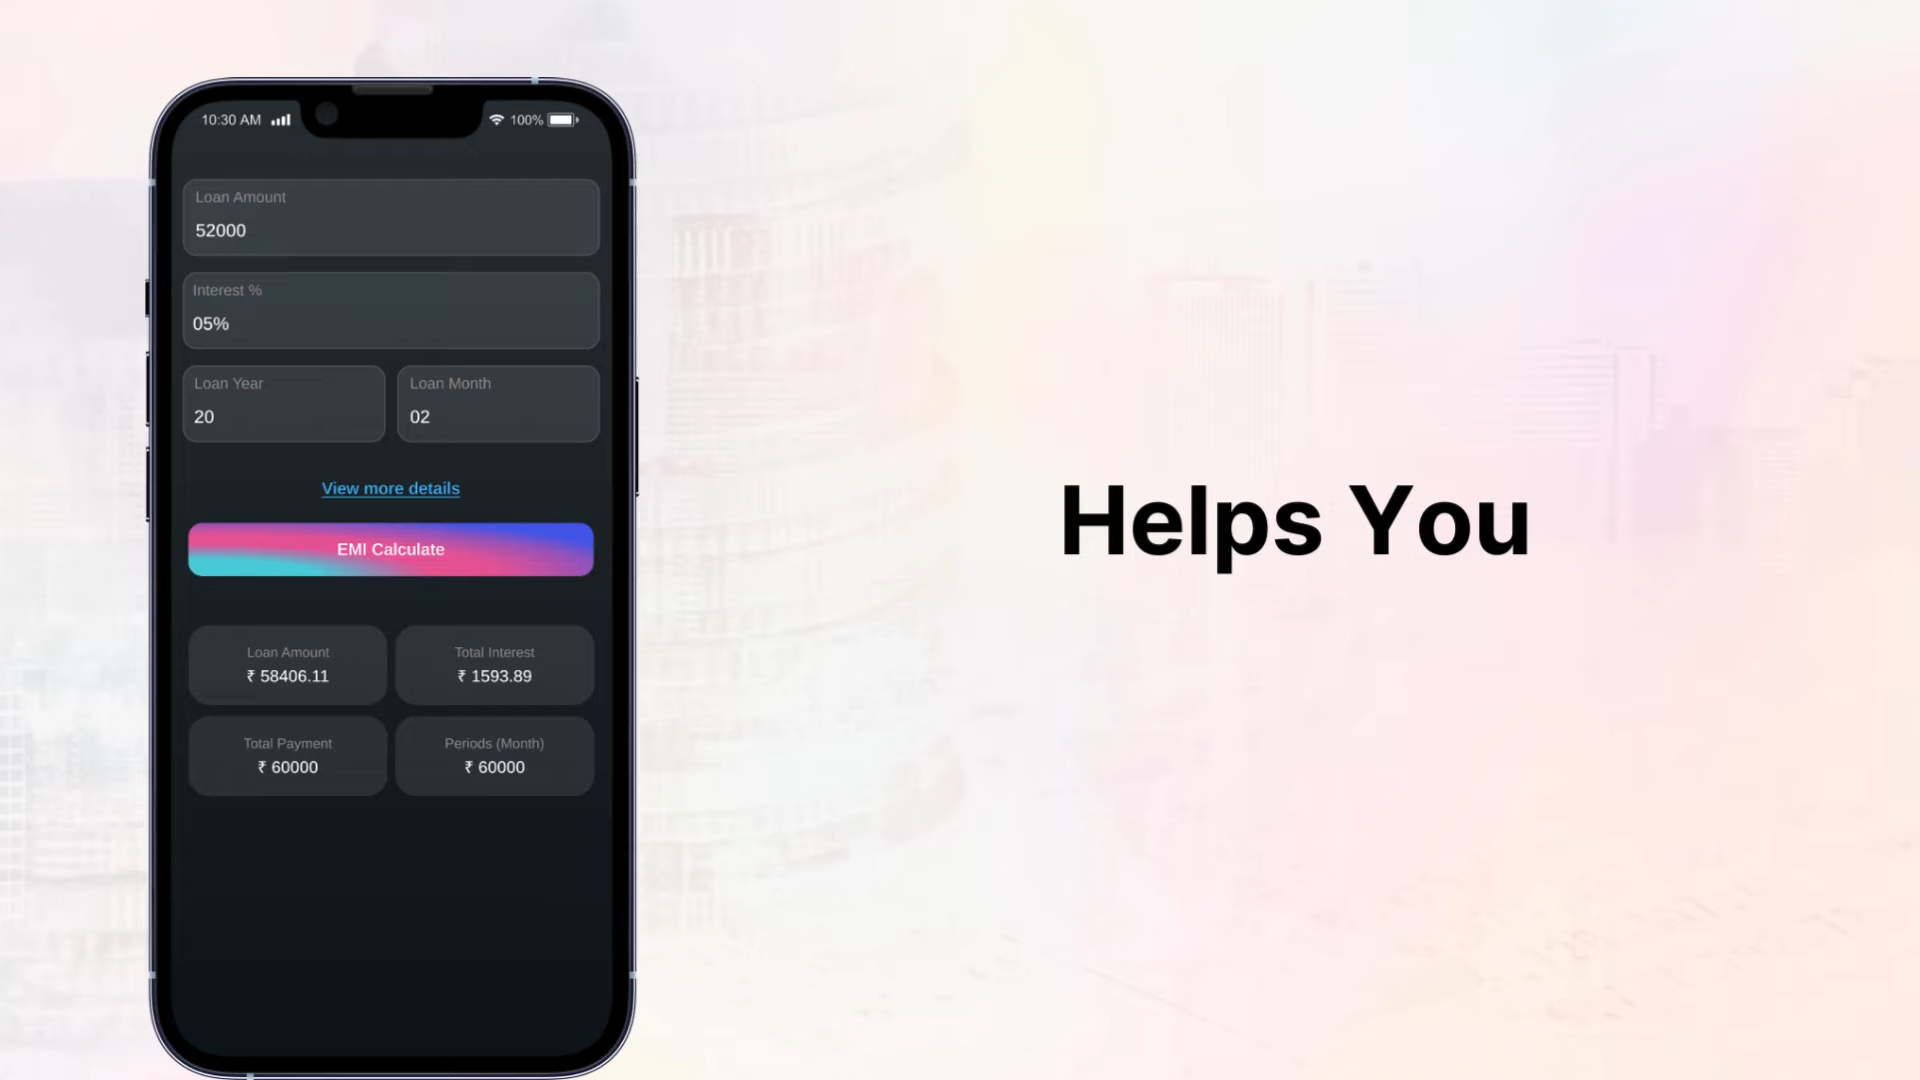 10:30 AM 100%
Loan Amount
52000
Interest %
05%
Loan Year Loan Month
20 02
View more details
EMI Calculate
Loan Amount Total Interest
₹ 58406.11 ₹ 1593.89
Total Payment Periods (Month)
₹ 60000 ₹ 60000
Helps You